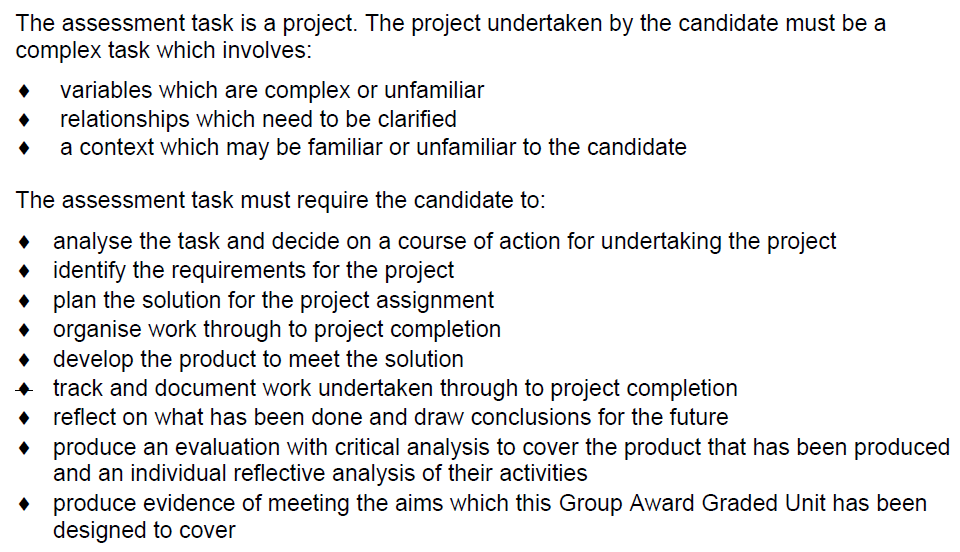 The assessment task is a project. The project undertaken by the candidate must be a
complex task which involves:
♦ variables which are complex or unfamiliar
♦ relationships which need to be clarified
♦ a context which may be familiar or unfamiliar to the candidate
The assessment task must require the candidate to:
♦ analyse the task and decide on a course of action for undertaking the project
♦ identify the requirements for the project
♦ plan the solution for the project assignment
♦ organise work through to project completion
♦ develop the product to meet the solution
♦ track and document work undertaken through to project completion
♦ reflect on what has been done and draw conclusions for the future
♦ produce an evaluation with critical analysis to cover the product that has been produced
and an individual reflective analysis of their activities
♦ produce evidence of meeting the aims which this Group Award Graded Unit has been
designed to cover